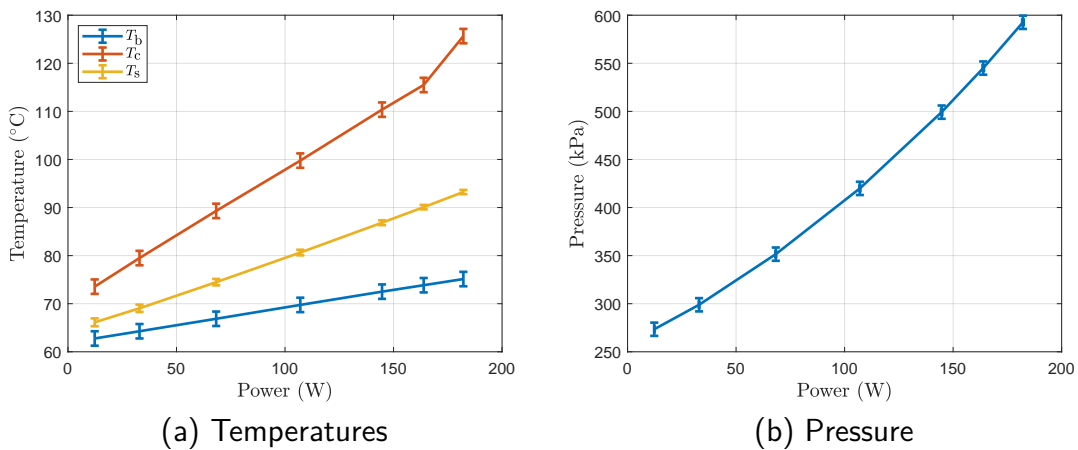 130
120
110
100
90
80
70
60
0 50 100 150 200
Temperature (°C)
Power (W)
T_b
T_c
T_s
(a) Temperatures
600
550
500
450
400
350
300
250
0 50 100 150 200
Pressure (kPa)
Power (W)
(b) Pressure